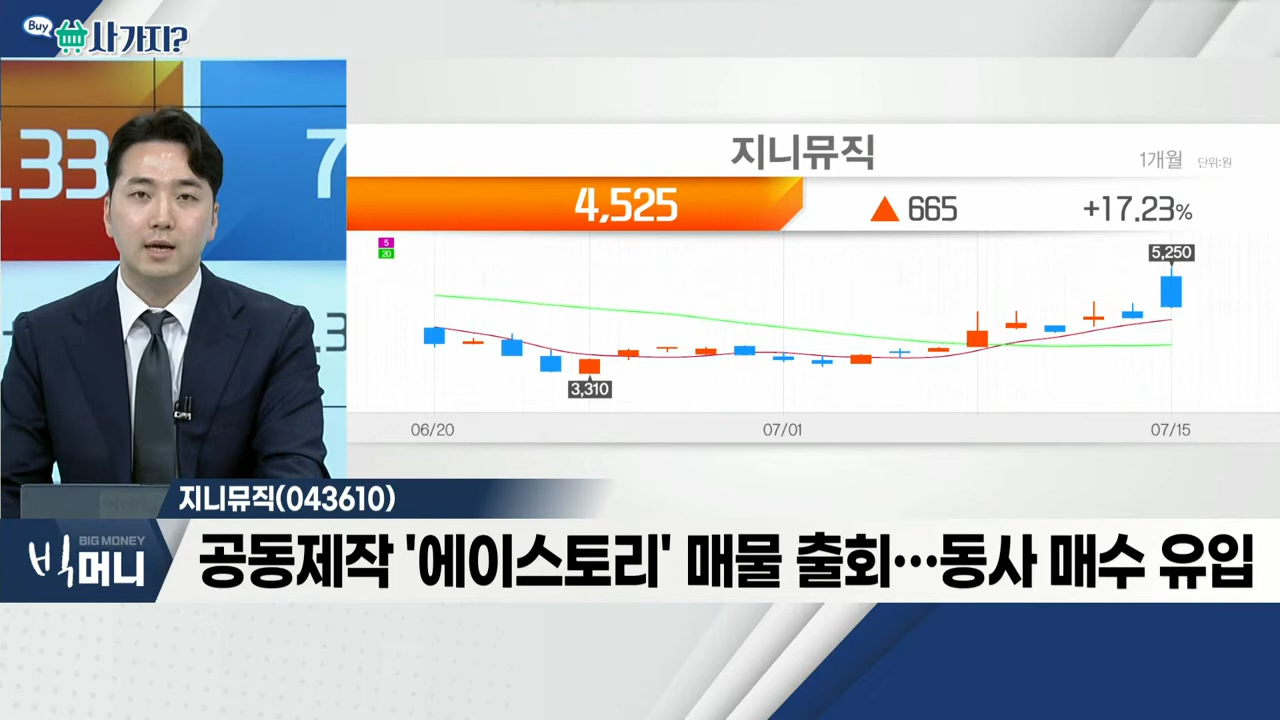 Buy
사가지?
.33
7
지니뮤직
1개월 단위:원
4,525 ▲ 665 +17.23%
5
20
5,250
3,310
.3
06/20 07/01 07/15
지니뮤직(043610)
BIG MONEY
빅머니
공동제작 '에이스토리' 매물 출회…동사 매수 유입